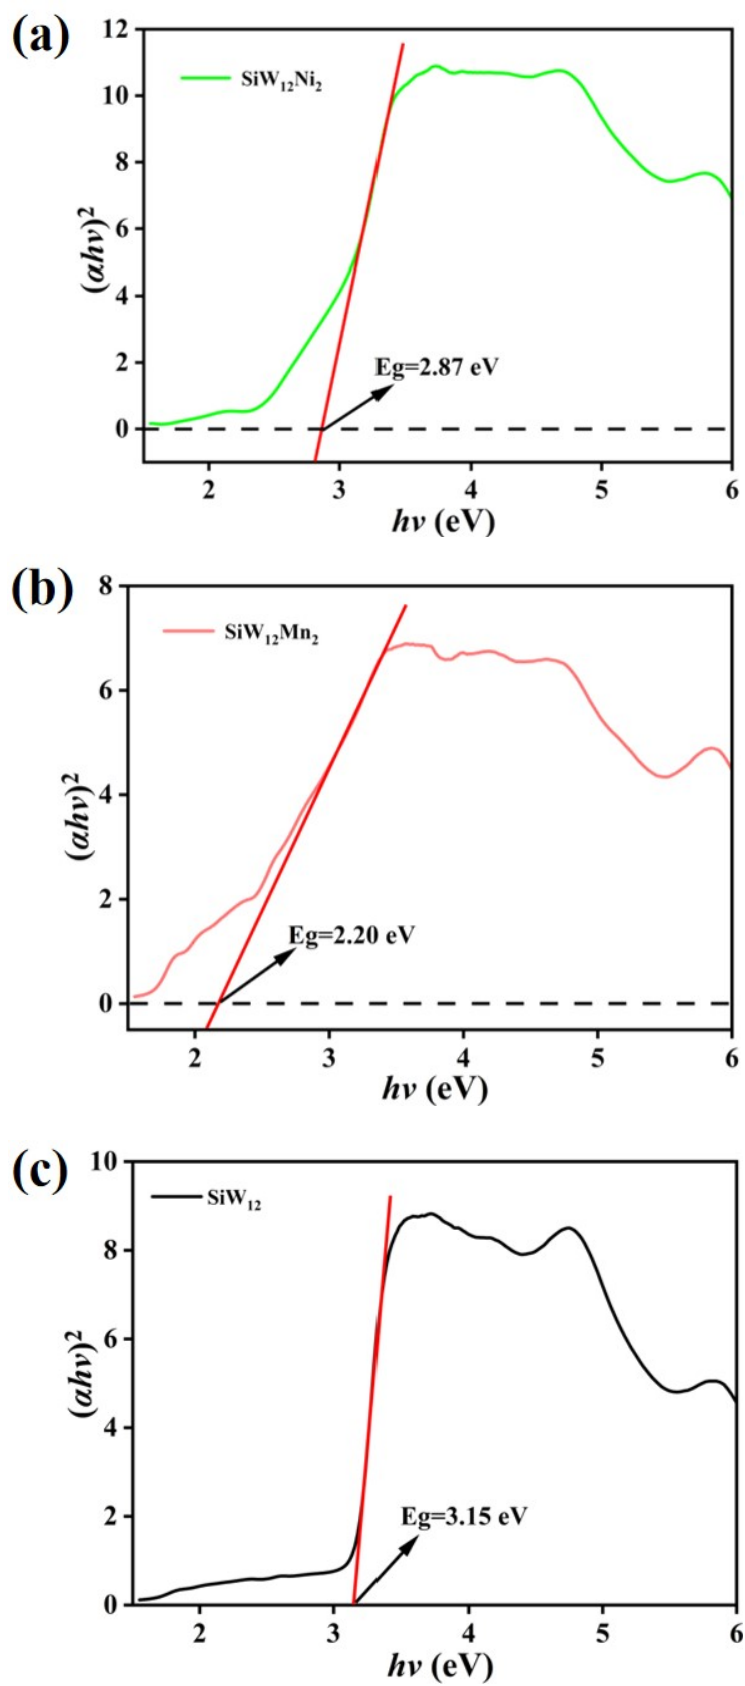 (a)
12
10
8
6
4
2
0
(αhν)²
SiW₁₂Ni₂
Eg=2.87 eV
2 3 4 5 6
hν (eV)
(b)
8
6
4
2
0
(αhν)²
SiW₁₂Mn₂
Eg=2.20 eV
2 3 4 5 6
hν (eV)
(c)
10
8
6
4
2
0
(αhν)²
SiW₁₂
Eg=3.15 eV
2 3 4 5 6
hν (eV)